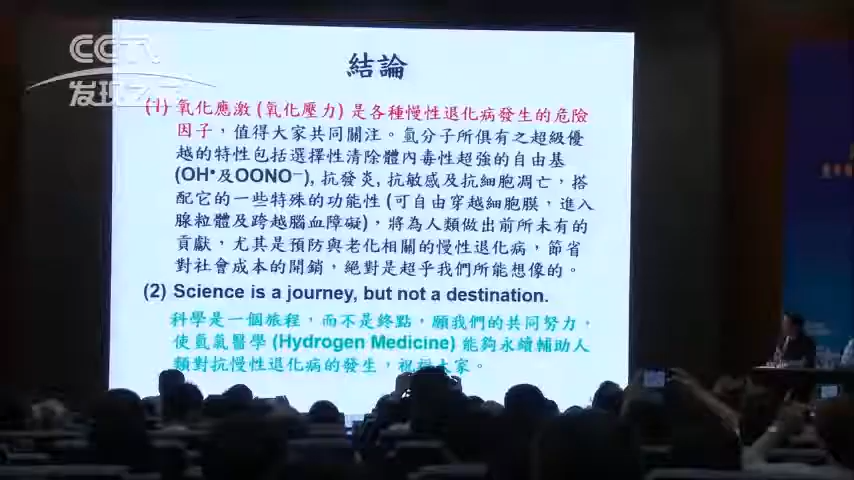 CCTV
发现之
結論
(1) 氧化應激 (氧化壓力) 是各種慢性退化病發生的危險
因子，值得大家共同關注。氫分子所俱有之超級優
越的特性包括選擇性清除體內毒性超強的自由基
(OH•及OONO⁻), 抗發炎, 抗敏感及抗細胞凋亡，搭
配它的一些特殊的功能性 (可自由穿越細胞膜，進入
腺粒體及跨越腦血障礙)，將為人類做出前所未有的
貢獻，尤其是預防與老化相關的慢性退化病，節省
對社會成本的開銷，絕對是超乎我們所能想像的。
(2) Science is a journey, but not a destination.
科學是一個旅程，而不是終點，願我們的共同努力，
使氫氣醫學 (Hydrogen Medicine) 能夠永續輔助人
類對抗慢性退化病的發生，祝福大家。